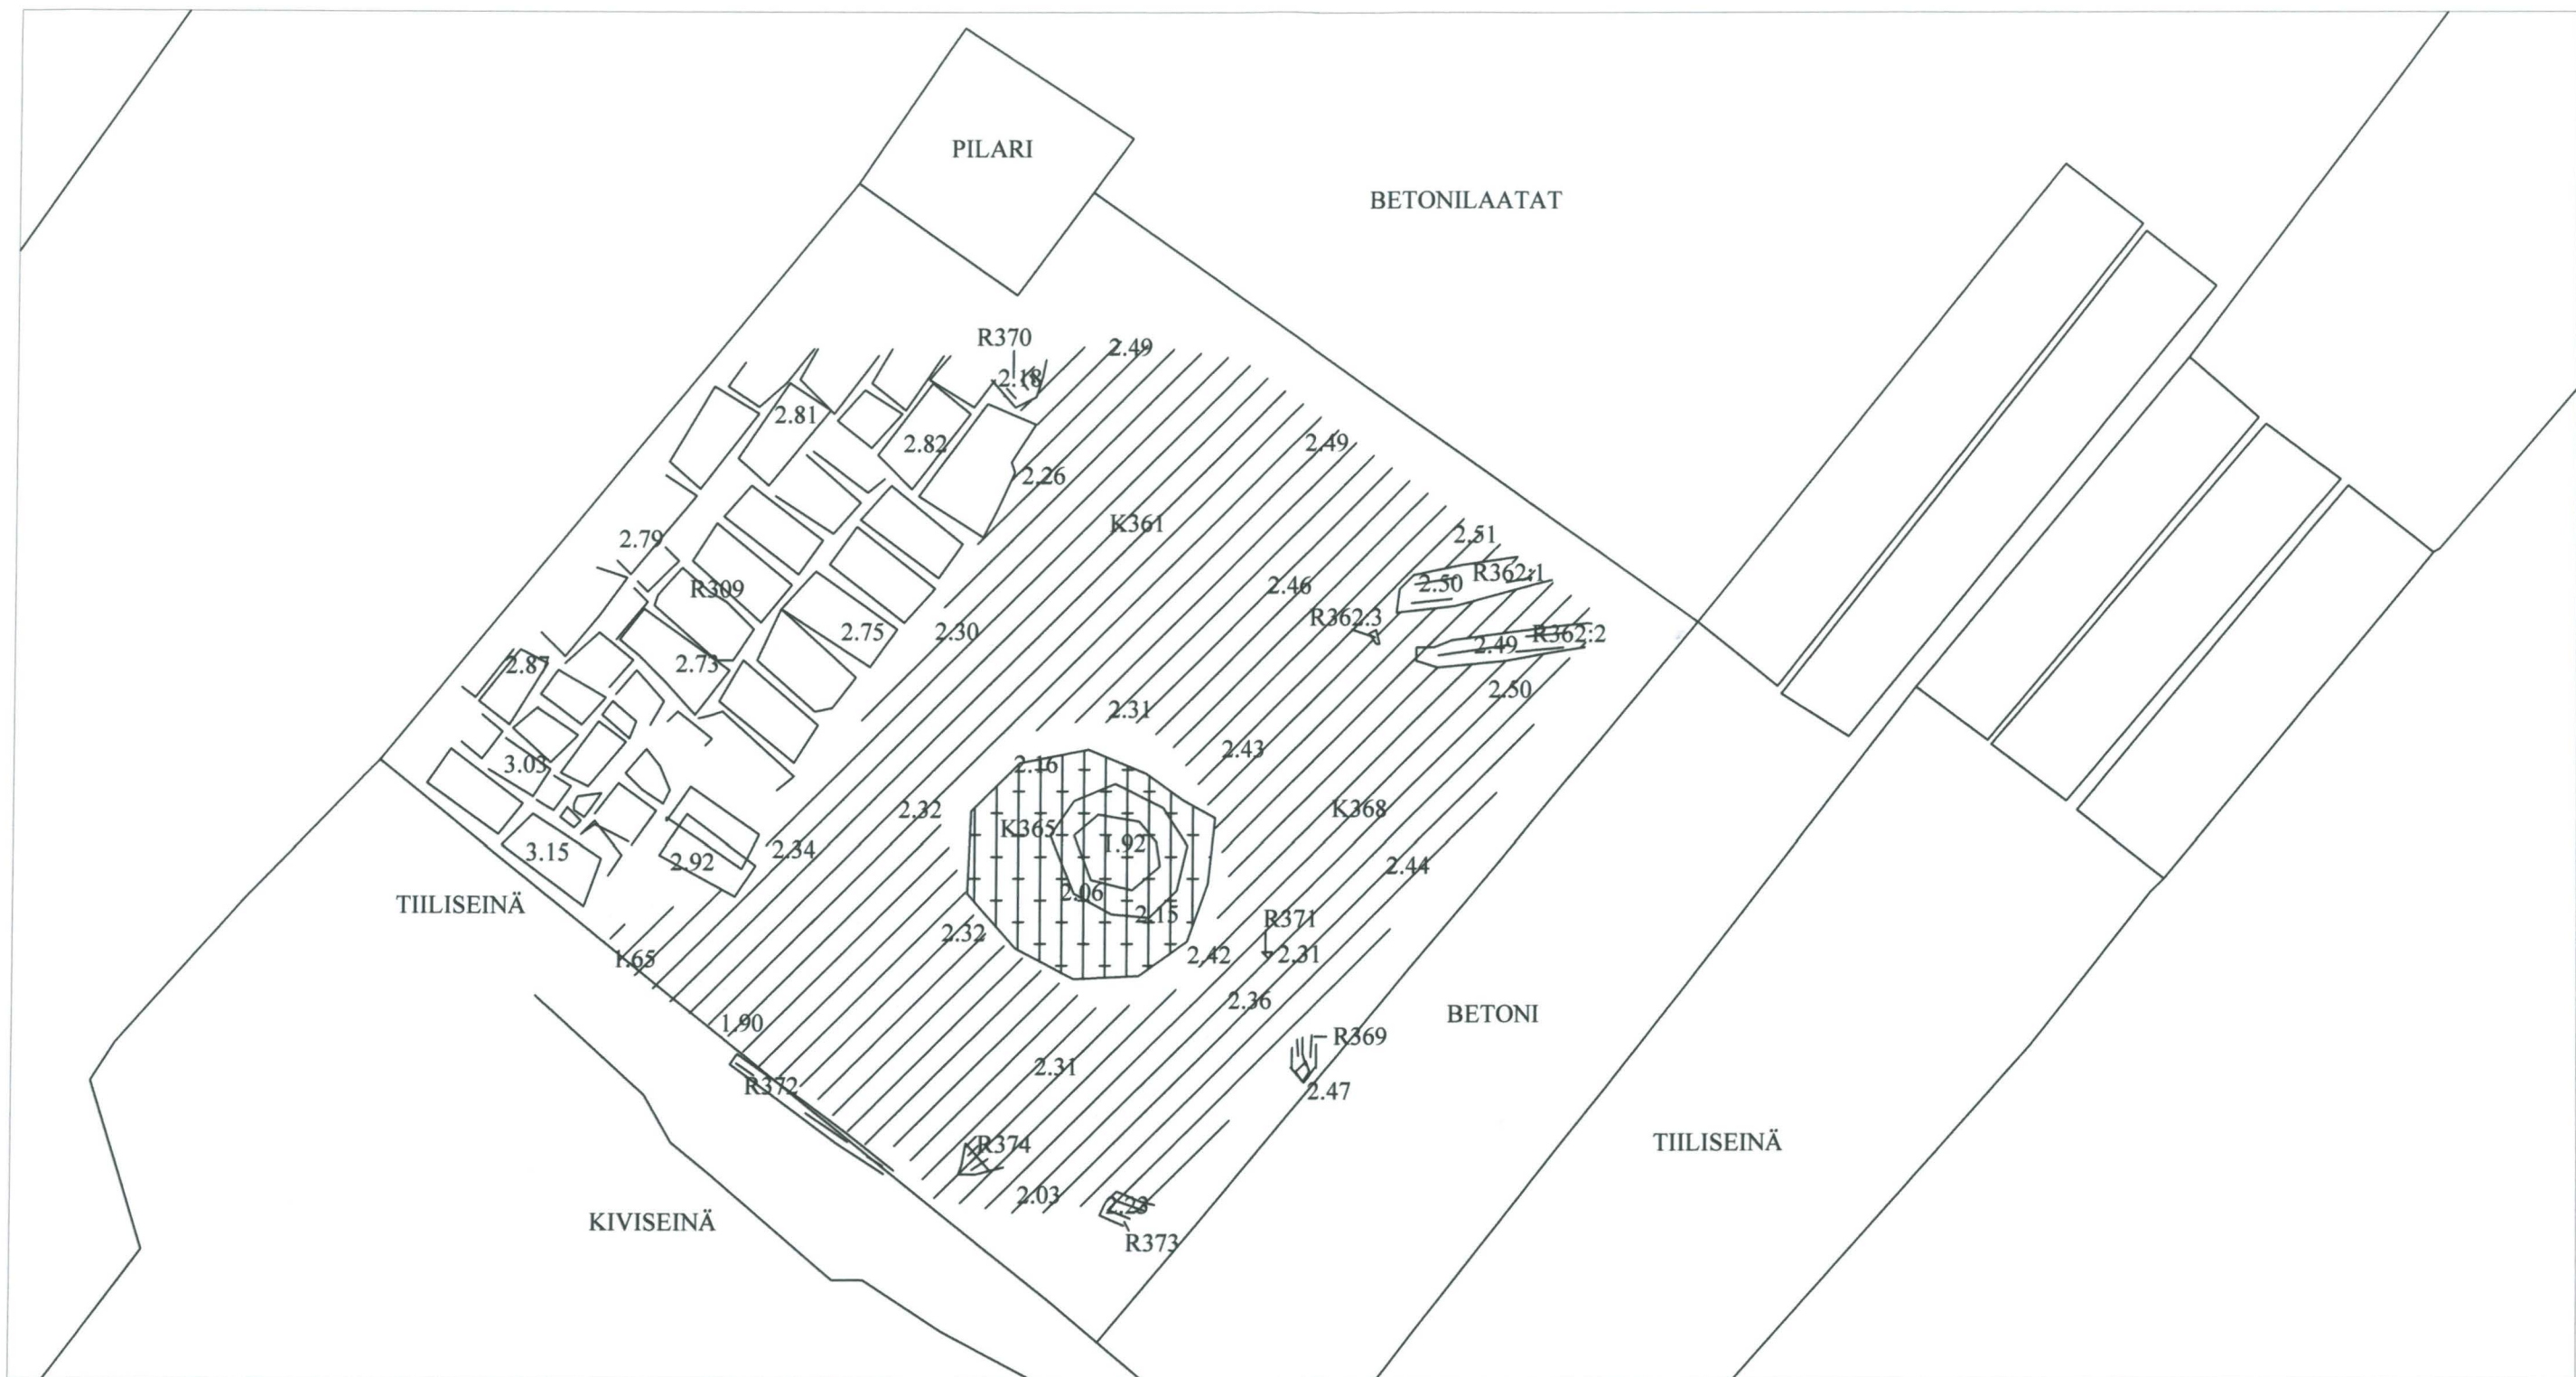 PILARI
BETONILAATAT
R370
2.49
2.18
2.81
2.82
2.49
2.26
K361
2.51
2.79
R362:1
2.50
2.46
R309
R362:3
2.75
2.30
R362:2
2.49
2.87
2.73
2.50
2.31
2.43
3.03
2.16
2.32
K368
K365
1.92
3.15
2.92
2.34
2.44
2.06
TIILISEINÄ
2.15
R371
2.32
1.65
2.42
2.31
2.36
BETONI
1.90
R369
2.31
R372
2.47
R374
TIILISEINÄ
2.03
2.23
KIVISEINÄ
R373